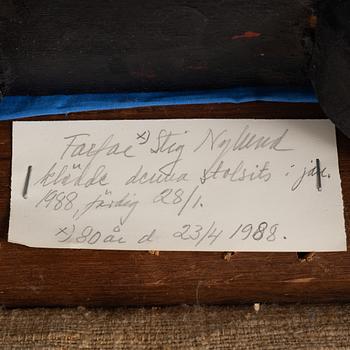 Farfar x) Stig Nylund
klädde denna stolsits i jan.
1988, färdig 28/1.
x) 80 år d. 23/4 1988.